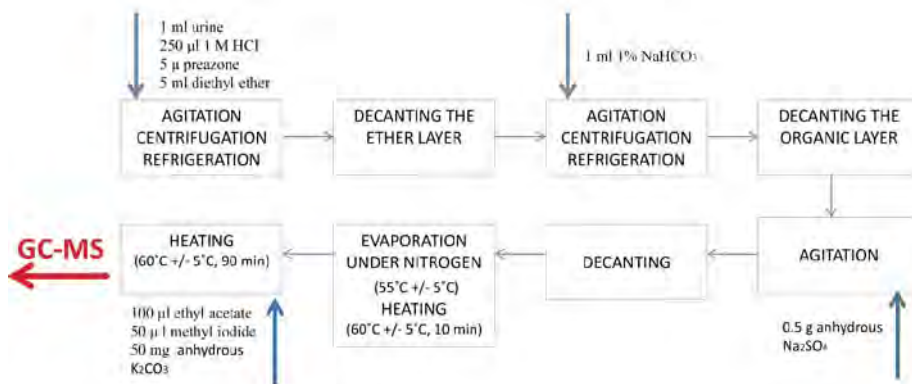 1 ml urine
250 µl 1 M HCl
5 µ preazone
5 ml diethyl ether
1 ml 1% NaHCO3
AGITATION
CENTRIFUGATION
REFRIGERATION
DECANTING THE
ETHER LAYER
AGITATION
CENTRIFUGATION
REFRIGERATION
DECANTING THE
ORGANIC LAYER
AGITATION
0.5 g anhydrous
Na2SO4
DECANTING
EVAPORATION
UNDER NITROGEN
(55˚C +/- 5˚C)
HEATING
(60˚C +/- 5˚C, 10 min)
HEATING
(60˚C +/- 5˚C, 90 min)
100 µl ethyl acetate
50 µ l methyl iodide
50 mg anhydrous
K2CO3
GC-MS